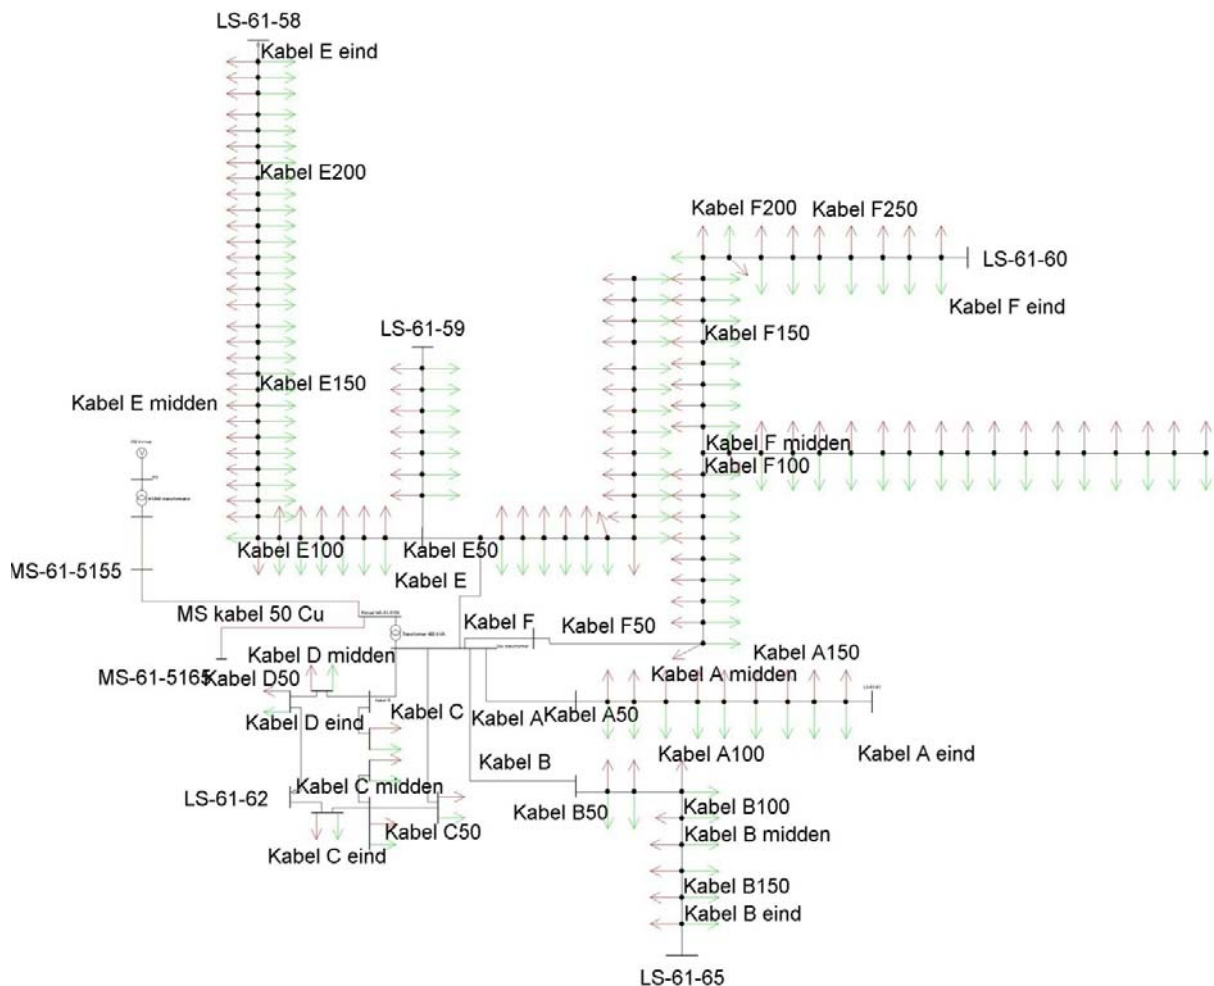 LS-61-58
Kabel E eind
Kabel E200
Kabel F200
Kabel F250
LS-61-60
Kabel F eind
LS-61-59
Kabel F150
Kabel E150
Kabel E midden
Kabel F midden
Kabel F100
Kabel E100
Kabel E50
MS-61-5155
Kabel E
MS kabel 50 Cu
Kabel F
Kabel F50
Kabel D midden
Kabel A150
MS-61-5165
Kabel D50
Kabel A midden
Kabel C
Kabel A
Kabel A50
Kabel D eind
Kabel A100
Kabel A eind
Kabel B
LS-61-62
Kabel C midden
Kabel B50
Kabel B100
Kabel C50
Kabel B midden
Kabel C eind
Kabel B150
Kabel B eind
LS-61-65